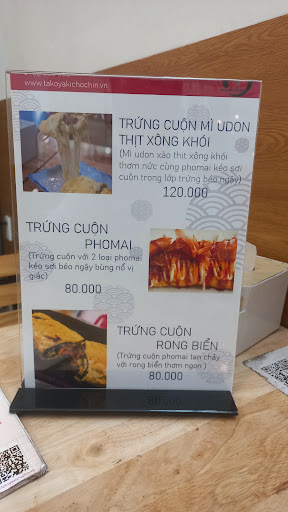 www.takoyakichochin.vn
TRỨNG CUỘN MÌ UDON
THỊT XÔNG KHÓI
(Mì udon xào thịt xông khói
thơm nức cùng phomai kéo sợi
cuộn trong lớp trứng béo ngậy)
120.000
TRỨNG CUỘN
PHOMAI
(Trứng cuộn với 2 loại phomai
kéo sợi béo ngậy bùng nổ vị
giác)
80.000
TRỨNG CUỘN
RONG BIỂN
(Trứng cuộn phomai tan chảy
với rong biển thơm ngon )
80.000